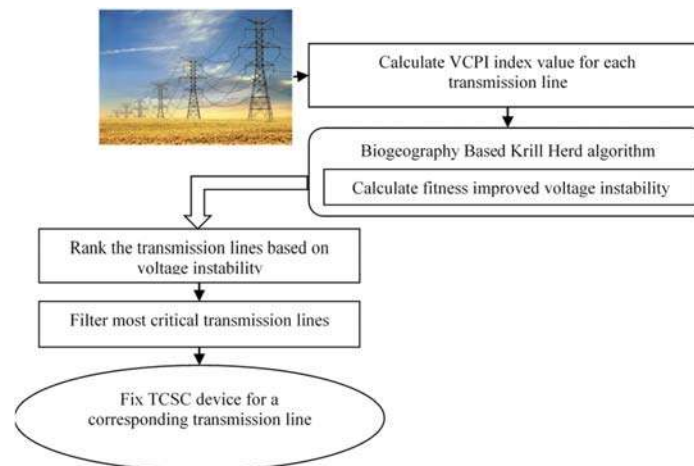 Calculate VCPI index value for each
transmission line
Biogeography Based Krill Herd algorithm
Calculate fitness improved voltage instability
Rank the transmission lines based on
voltage instability
Filter most critical transmission lines
Fix TCSC device for a
corresponding transmission line